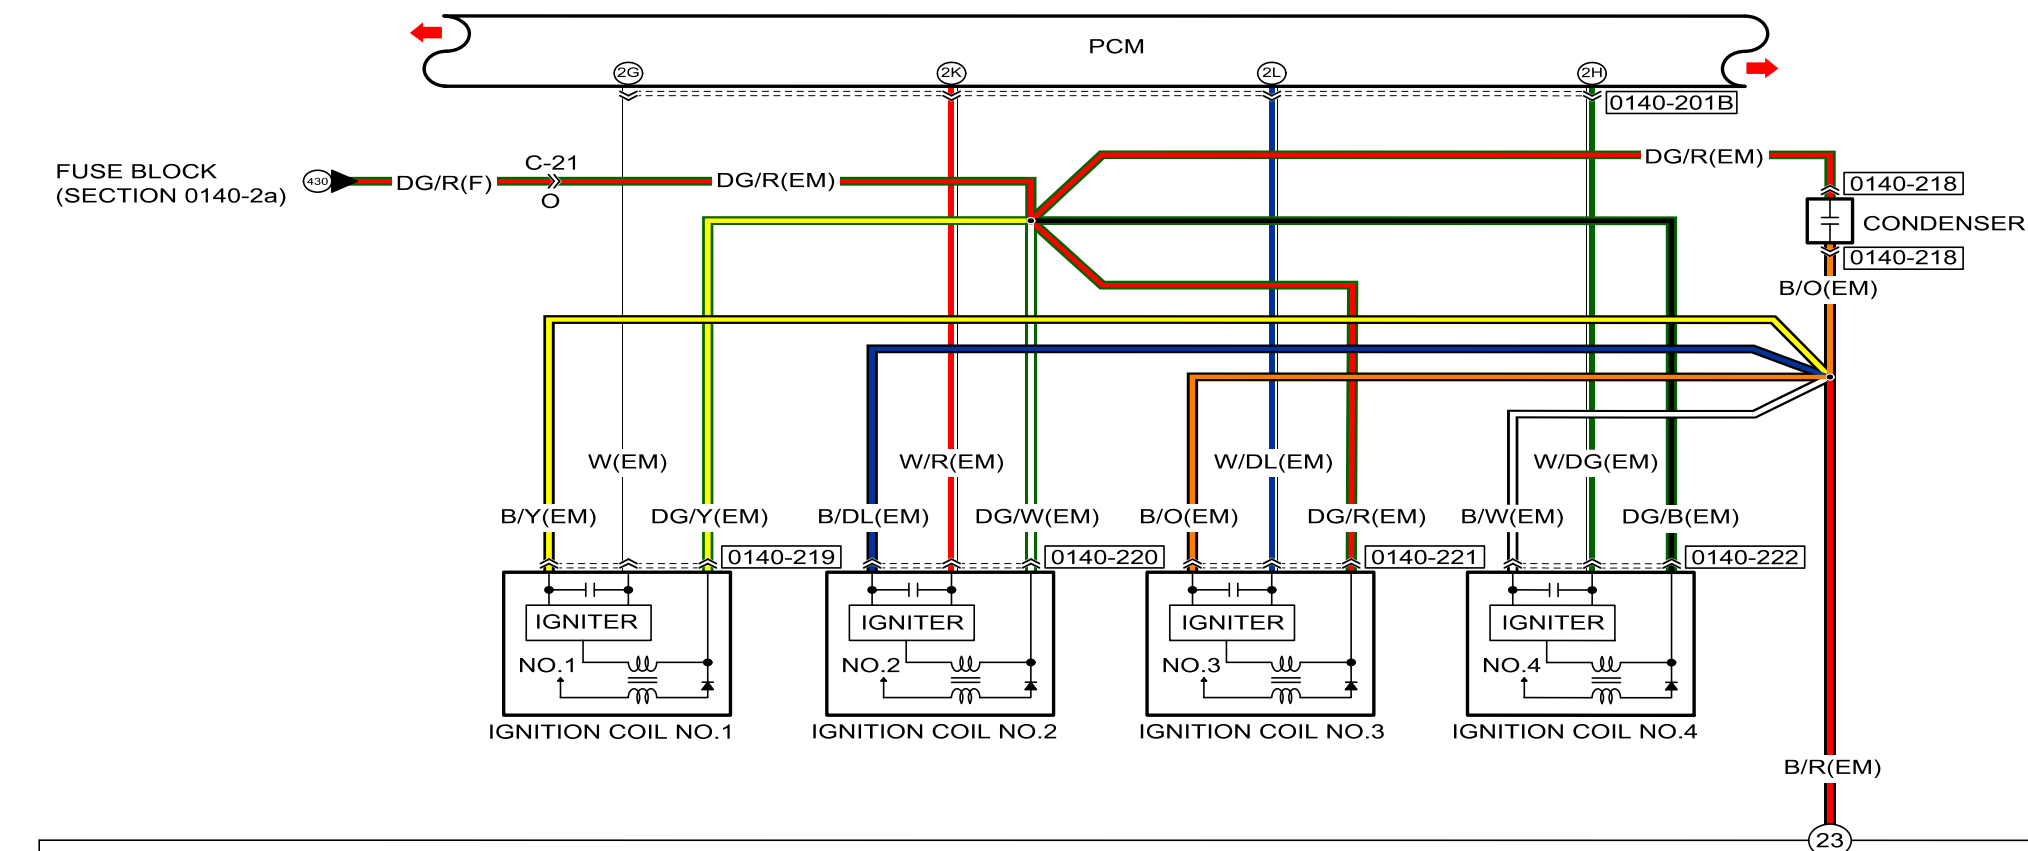 PCM
2G 2K 2L 2H
0140-201B
FUSE BLOCK
(SECTION 0140-2a)
430
DG/R(F)
C-21
O
DG/R(EM)
DG/R(EM)
0140-218
CONDENSER
0140-218
B/O(EM)
W(EM) W/R(EM) W/DL(EM) W/DG(EM)
B/Y(EM) DG/Y(EM) B/DL(EM) DG/W(EM) B/O(EM) DG/R(EM) B/W(EM) DG/B(EM)
0140-219 0140-220 0140-221 0140-222
IGNITER IGNITER IGNITER IGNITER
NO.1 NO.2 NO.3 NO.4
IGNITION COIL NO.1 IGNITION COIL NO.2 IGNITION COIL NO.3 IGNITION COIL NO.4
B/R(EM)
23